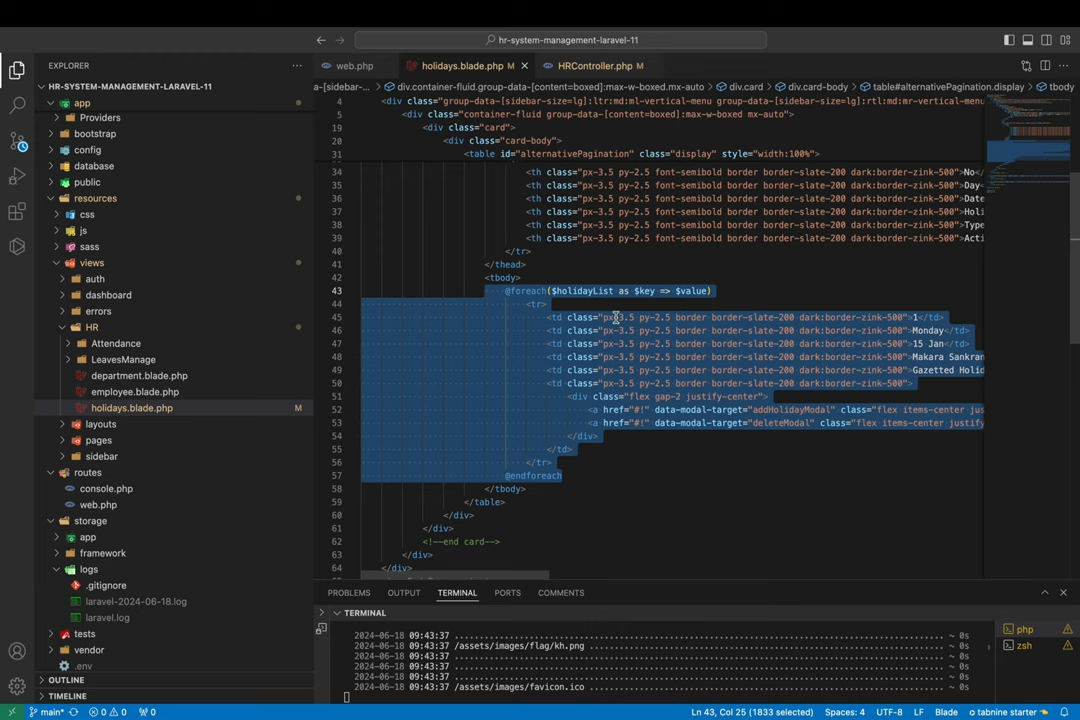 hr-system-management-laravel-11
EXPLORER
HR-SYSTEM-MANAGEMENT-LARAVEL-11
app
Providers
bootstrap
config
database
public
resources
css
js
sass
views
auth
dashboard
errors
HR
Attendance
LeavesManage
department.blade.php
employee.blade.php
holidays.blade.php M
layouts
pages
sidebar
routes
console.php
web.php
storage
app
framework
logs
.gitignore
laravel-2024-06-18.log
laravel.log
tests
vendor
.env
OUTLINE
TIMELINE
web.php holidays.blade.php M HRController.php M
a-[sidebar-... div.container-fluid.group-data-[content=boxed]:max-w-boxed.mx-auto div.card div.card-body table#alternativePagination.display tbody
4 <div class="group-data-[sidebar-size=lg]:ltr:md:ml-vertical-menu group-data-[sidebar-size=lg]:rtl:md:mr-vertical-menu
5 <div class="container-fluid group-data-[content=boxed]:max-w-boxed mx-auto">
19 <div class="card">
20 <div class="card-body">
31 <table id="alternativePagination" class="display" style="width:100%">
34 <th class="px-3.5 py-2.5 font-semibold border border-slate-200 dark:border-zink-500">No</
35 <th class="px-3.5 py-2.5 font-semibold border border-slate-200 dark:border-zink-500">Day
36 <th class="px-3.5 py-2.5 font-semibold border border-slate-200 dark:border-zink-500">Date
37 <th class="px-3.5 py-2.5 font-semibold border border-slate-200 dark:border-zink-500">Holi
38 <th class="px-3.5 py-2.5 font-semibold border border-slate-200 dark:border-zink-500">Type
39 <th class="px-3.5 py-2.5 font-semibold border border-slate-200 dark:border-zink-500">Acti
40 </tr>
41 </thead>
42 <tbody>
43 @foreach($holidayList as $key => $value)
44 <tr>
45 <td class="px-3.5 py-2.5 border border-slate-200 dark:border-zink-500">1</td>
46 <td class="px-3.5 py-2.5 border border-slate-200 dark:border-zink-500">Monday</td>
47 <td class="px-3.5 py-2.5 border border-slate-200 dark:border-zink-500">15 Jan</td>
48 <td class="px-3.5 py-2.5 border border-slate-200 dark:border-zink-500">Makara Sankran
49 <td class="px-3.5 py-2.5 border border-slate-200 dark:border-zink-500">Gazetted Holid
50 <td class="px-3.5 py-2.5 border border-slate-200 dark:border-zink-500">
51 <div class="flex gap-2 justify-center">
52 <a href="#!" data-modal-target="addHolidayModal" class="flex items-center jus
53 <a href="#!" data-modal-target="deleteModal" class="flex items-center justify
54 </div>
55 </td>
56 </tr>
57 @endforeach
58 </tbody>
59 </table>
60 </div>
61 </div>
62 <!--end card-->
63 </div>
64 </div>
PROBLEMS OUTPUT TERMINAL PORTS COMMENTS
TERMINAL
2024-06-18 09:43:37 ~ 0s
2024-06-18 09:43:37 /assets/images/flag/kh.png ~ 0s
2024-06-18 09:43:37 ~ 0s
2024-06-18 09:43:37 /assets/images/favicon.ico ~ 0s
php
zsh
main* 0 0 0 Ln 43, Col 25 (1833 selected) Spaces: 4 UTF-8 LF Blade tabnine starter